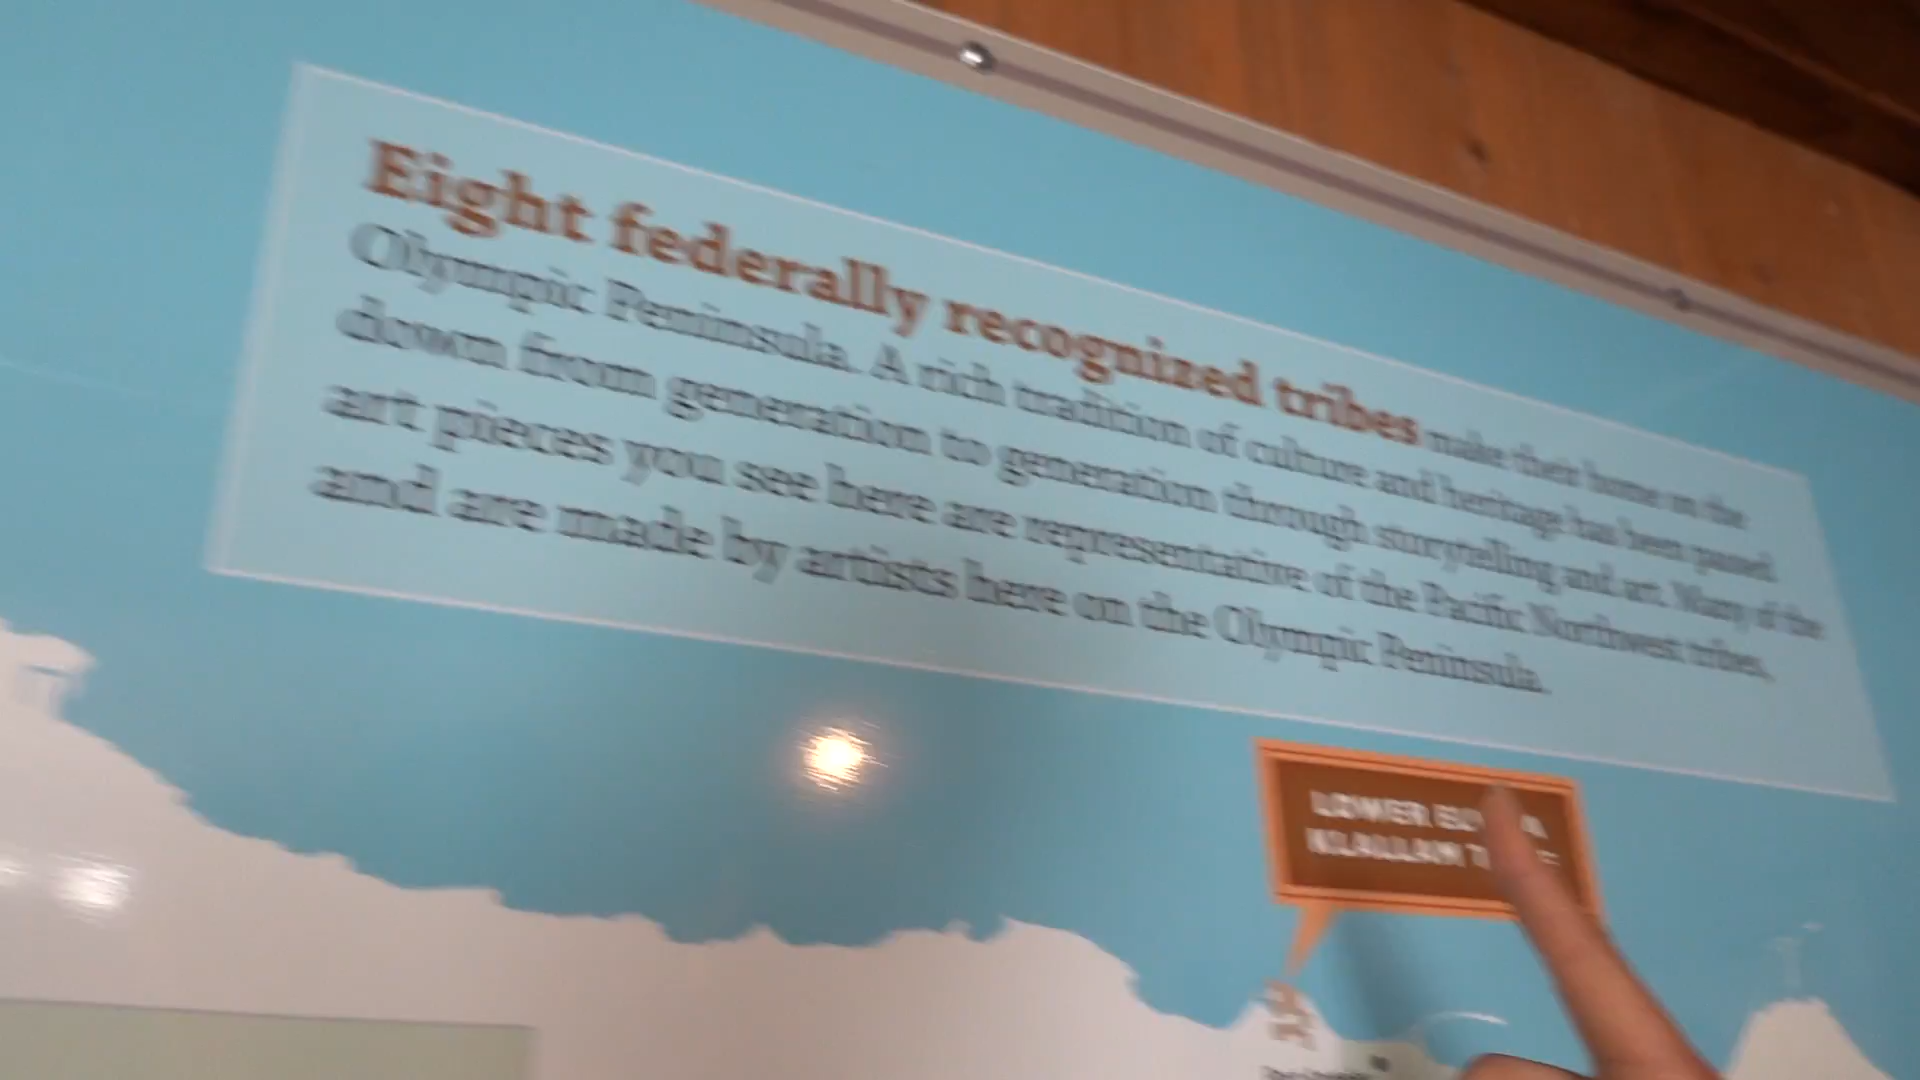 Eight federally recognized tribes make their home on the
Olympic Peninsula. A rich tradition of culture and heritage has been passed
down from generation to generation through storytelling and art. Many of the
art pieces you see here are representative of the Pacific Northwest tribes,
and are made by artists here on the Olympic Peninsula.
LOWER
KLALLAM